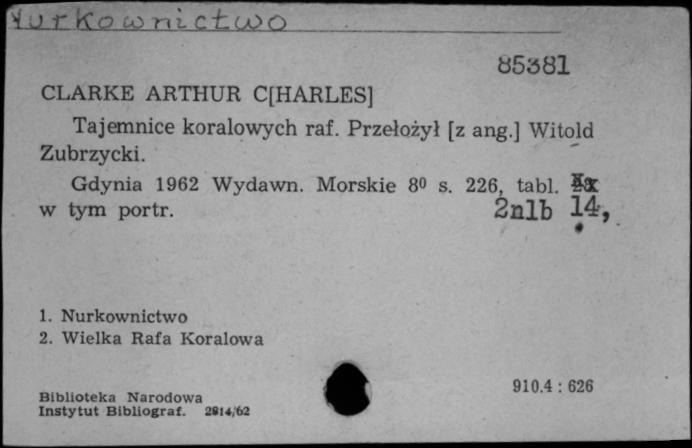 Nurkownictwo
85381
CLARKE ARTHUR C[HARLES]
Tajemnice koralowych raf. Przełożył [z ang.] Witold
Zubrzycki.
Gdynia 1962 Wydawn. Morskie 8⁰ s. 226, tabl.
w tym portr. 2nlb 14,
1. Nurkownictwo
2. Wielka Rafa Koralowa
910.4 : 626
Biblioteka Narodowa
Instytut Bibliograf. 2814/62